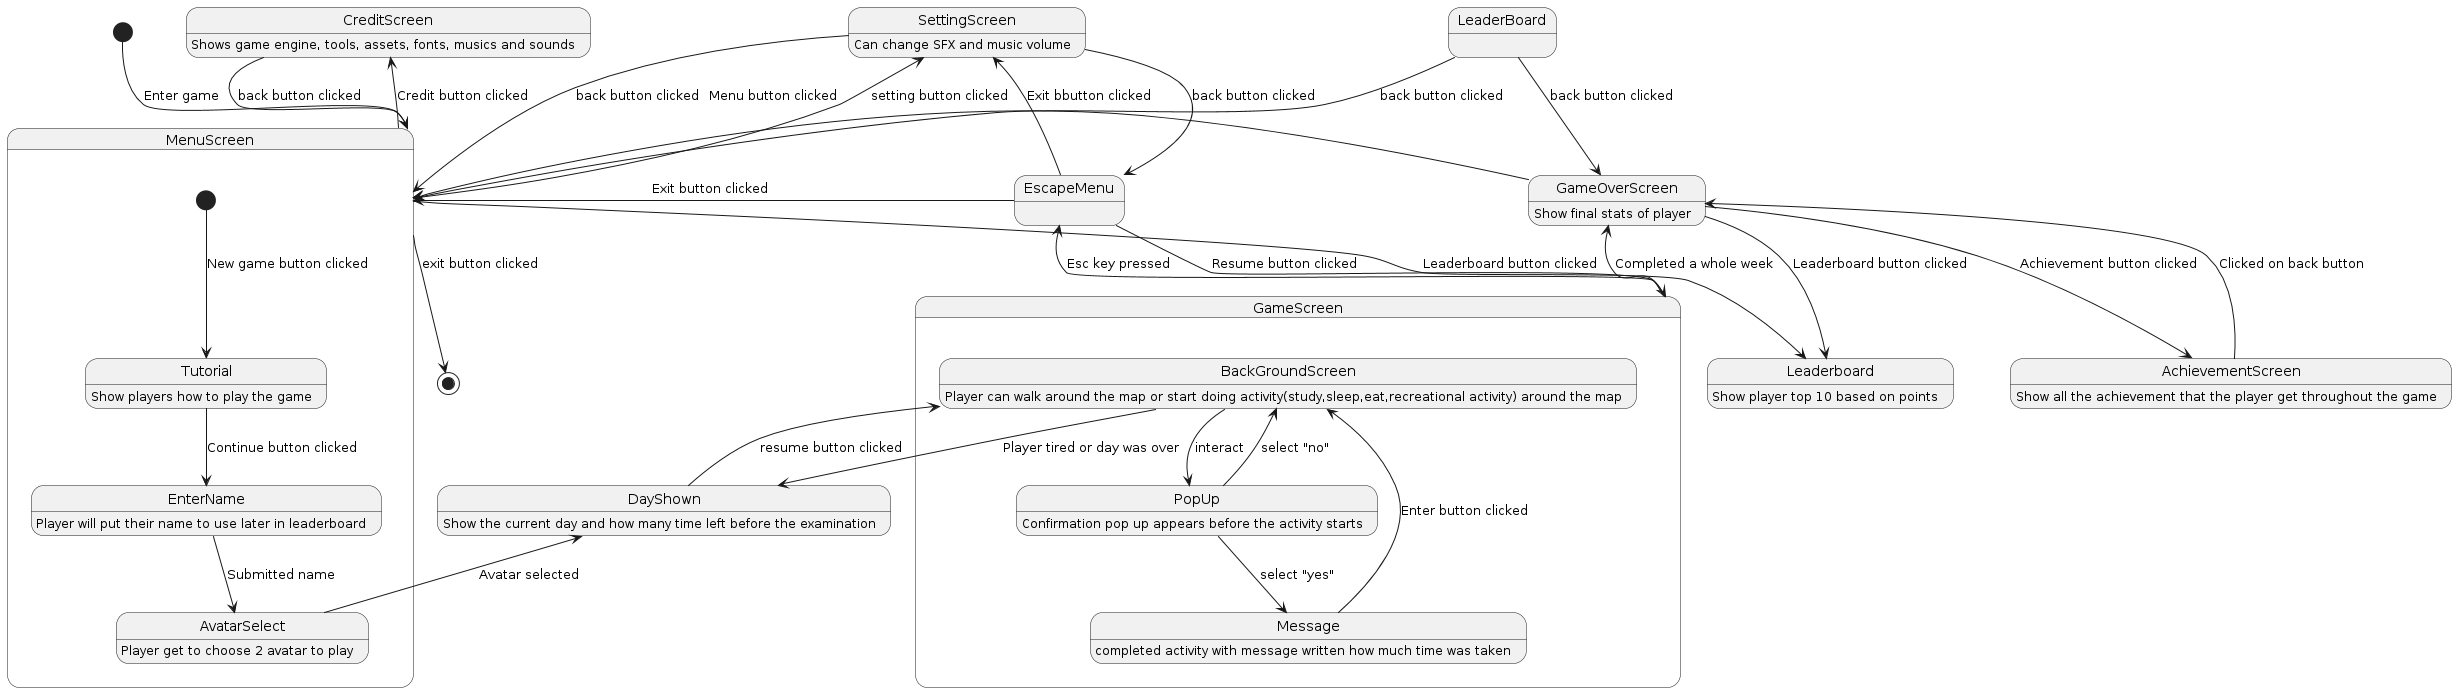 CreditScreen
Shows game engine, tools, assets, fonts, musics and sounds
SettingScreen
Can change SFX and music volume
LeaderBoard
Enter game
back button clicked
Credit button clicked
back button clicked
Menu button clicked
setting button clicked
Exit bbutton clicked
back button clicked
back button clicked
back button clicked
MenuScreen
Exit button clicked
EscapeMenu
GameOverScreen
Show final stats of player
New game button clicked
exit button clicked
Esc key pressed
Resume button clicked
Leaderboard button clicked
Completed a whole week
Leaderboard button clicked
Achievement button clicked
Clicked on back button
GameScreen
Tutorial
Show players how to play the game
BackGroundScreen
Player can walk around the map or start doing activity(study,sleep,eat,recreational activity) around the map
Leaderboard
Show player top 10 based on points
AchievementScreen
Show all the achievement that the player get throughout the game
Continue button clicked
resume button clicked
Player tired or day was over
interact
select "no"
EnterName
Player will put their name to use later in leaderboard
DayShown
Show the current day and how many time left before the examination
PopUp
Confirmation pop up appears before the activity starts
Enter button clicked
Submitted name
Avatar selected
select "yes"
AvatarSelect
Player get to choose 2 avatar to play
Message
completed activity with message written how much time was taken